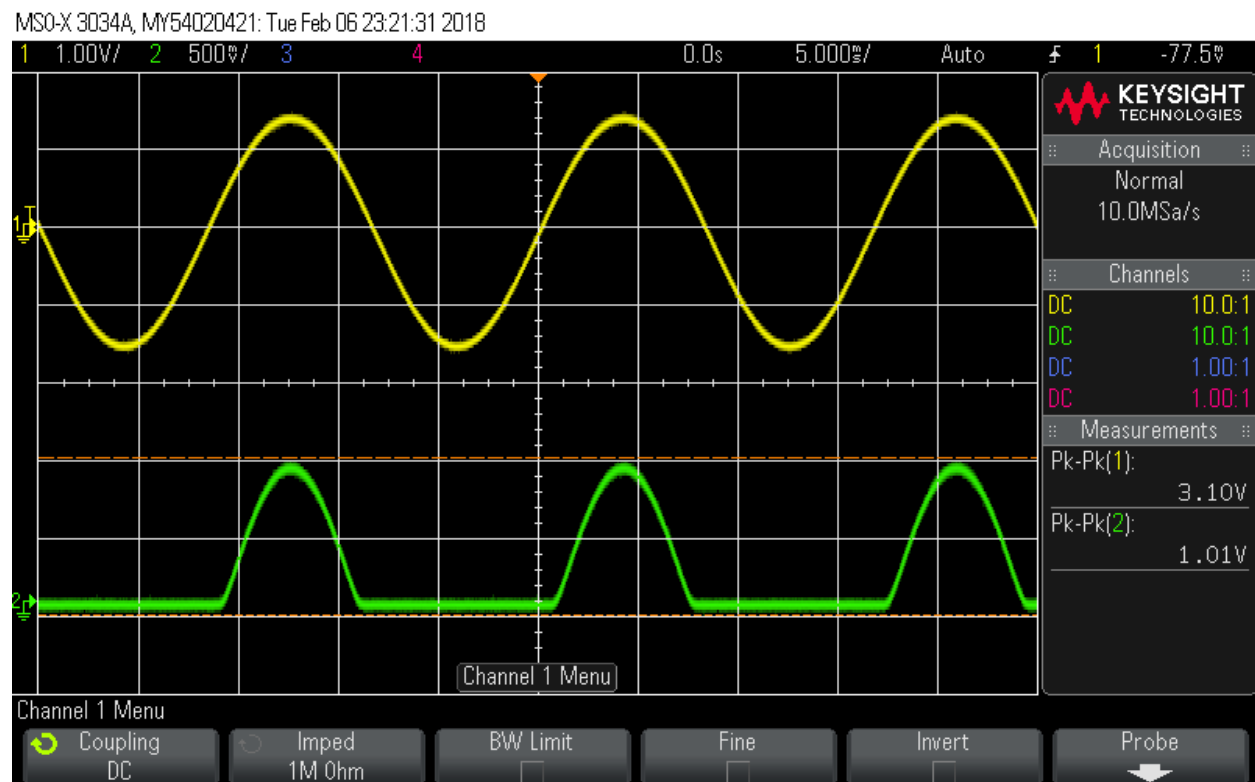 MSO-X 3034A, MY54020421: Tue Feb 06 23:21:31 2018
1 1.00V/ 2 500mV/ 3 4 0.0s 5.000ms/ Auto 1 -77.5mV
KEYSIGHT
TECHNOLOGIES
Acquisition
Normal
10.0MSa/s
Channels
DC 10.0:1
DC 10.0:1
DC 1.00:1
DC 1.00:1
Measurements
Pk-Pk(1):
3.10V
Pk-Pk(2):
1.01V
T
1
2
Channel 1 Menu
Channel 1 Menu
Coupling
DC
Imped
1M Ohm
BW Limit
Fine
Invert
Probe